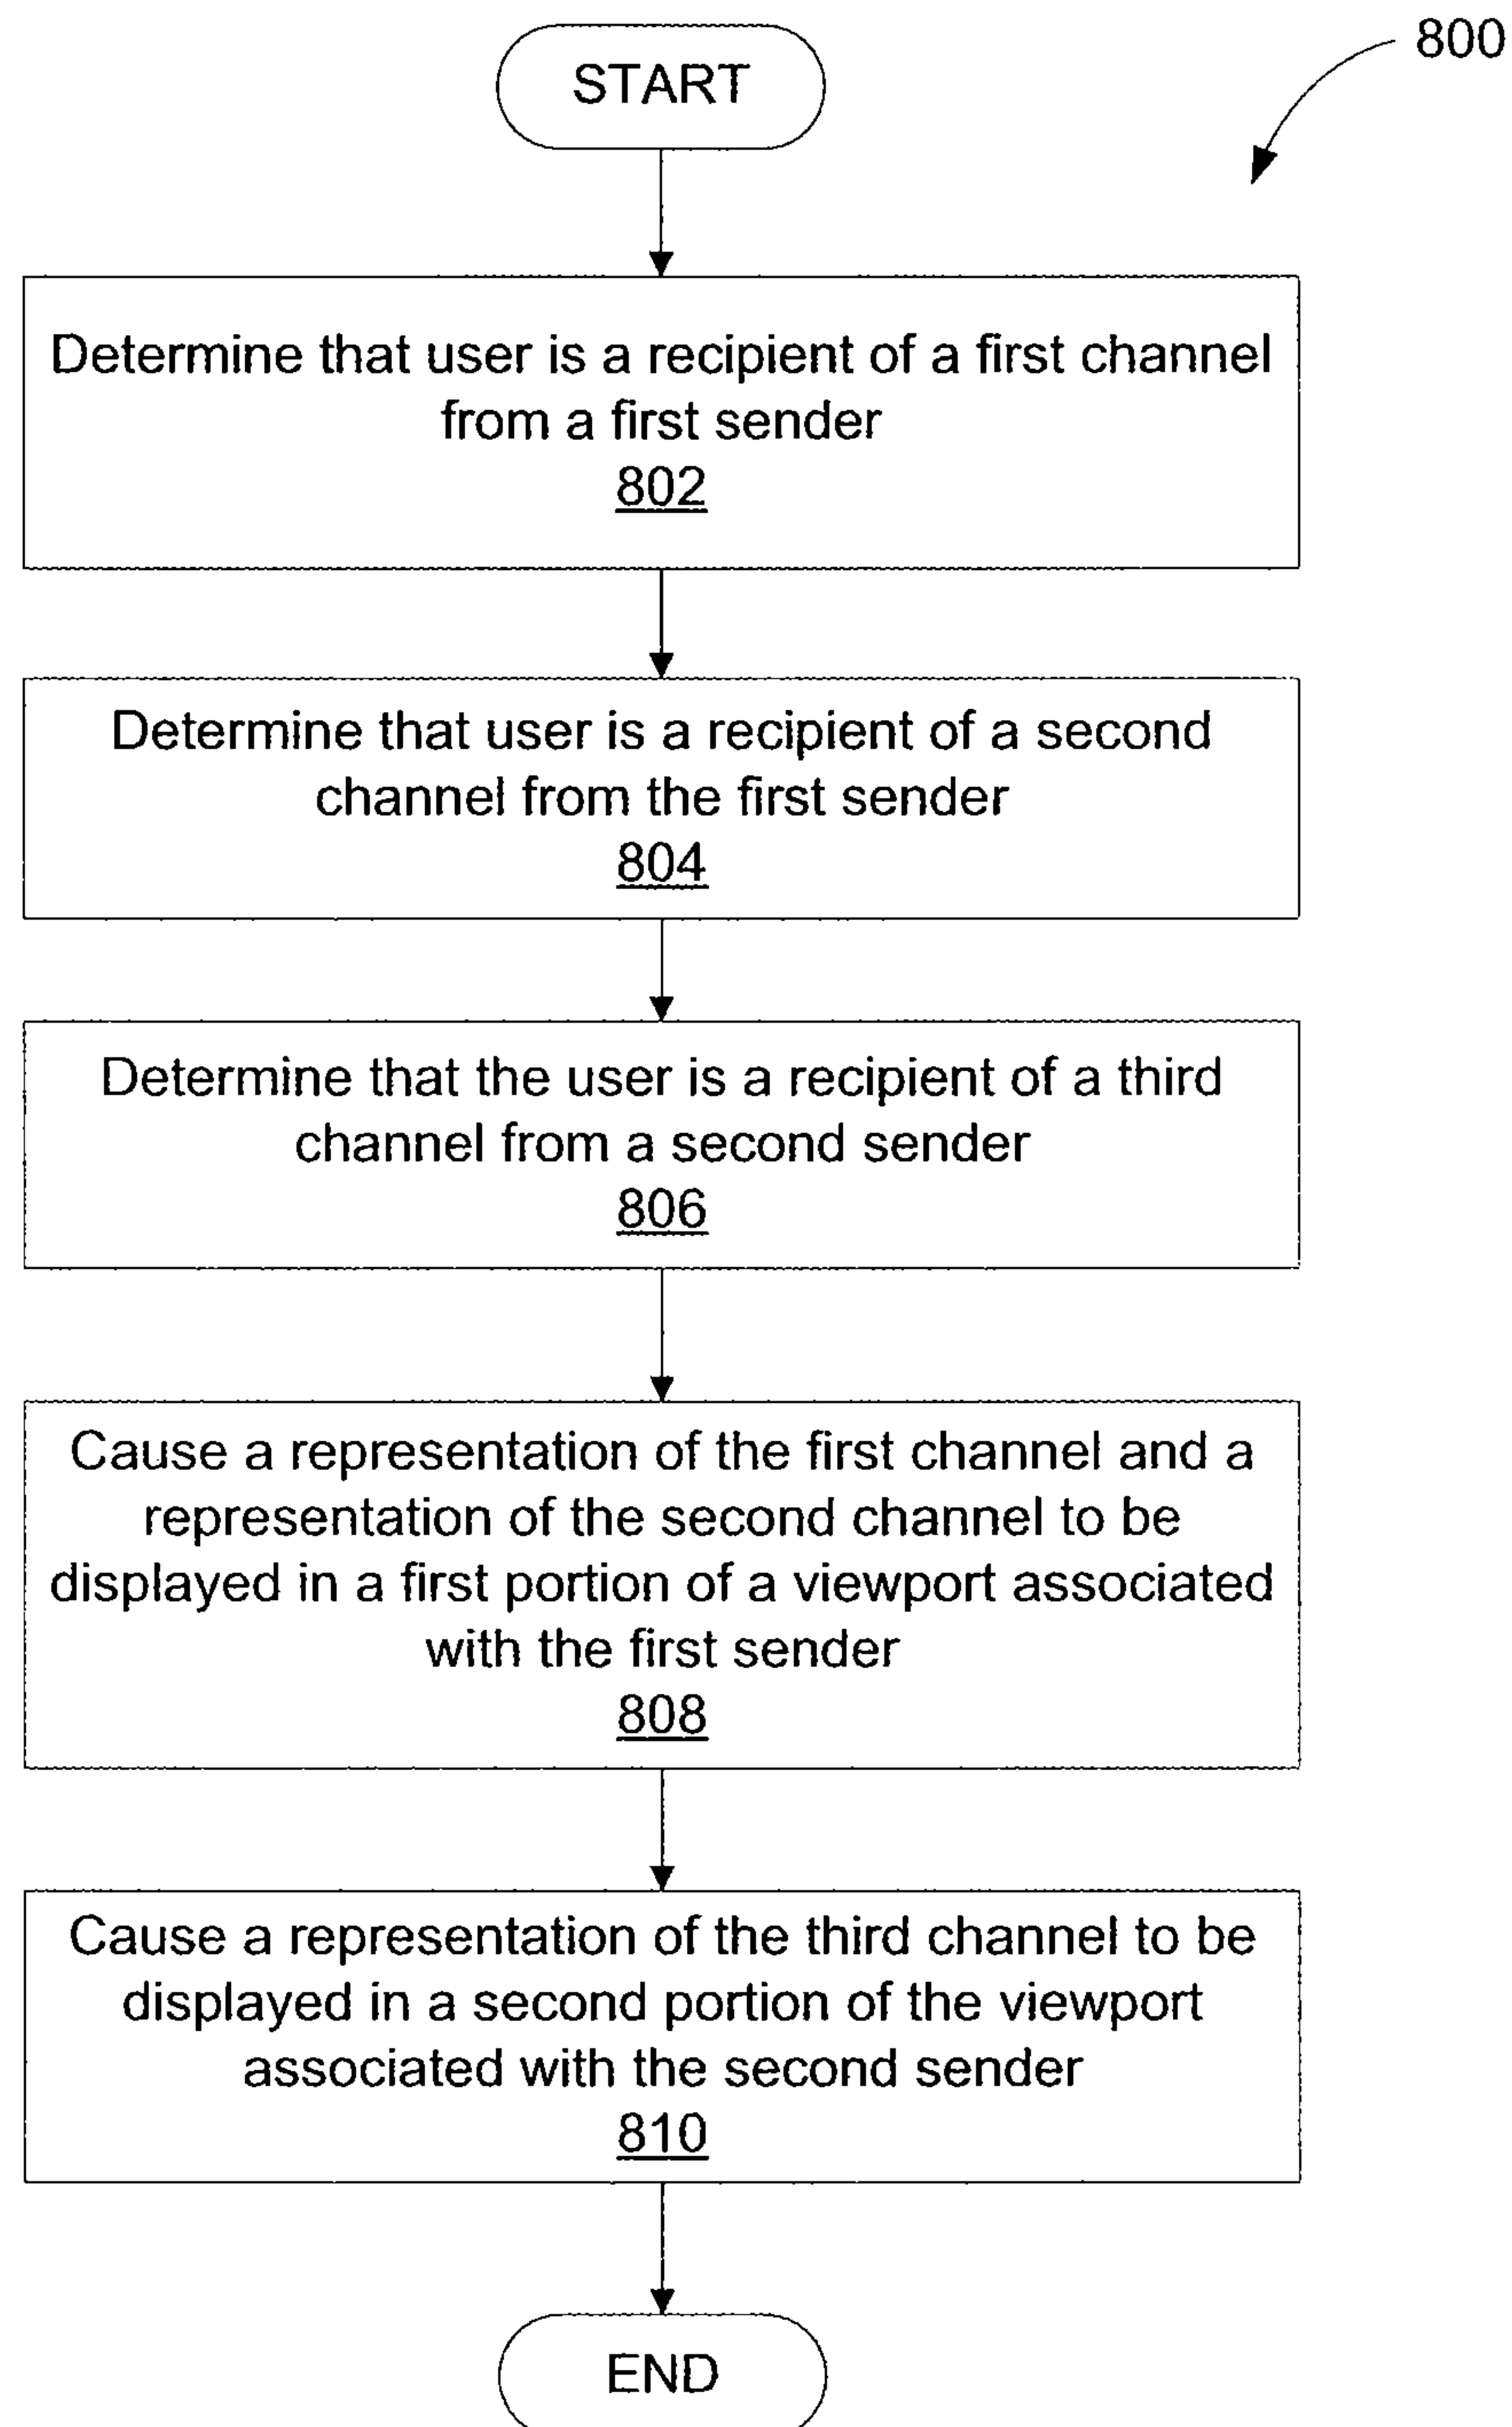 800
START
Determine that user is a recipient of a first channel
from a first sender
802
Determine that user is a recipient of a second
channel from the first sender
804
Determine that the user is a recipient of a third
channel from a second sender
806
Cause a representation of the first channel and a
representation of the second channel to be
displayed in a first portion of a viewport associated
with the first sender
808
Cause a representation of the third channel to be
displayed in a second portion of the viewport
associated with the second sender
810
END